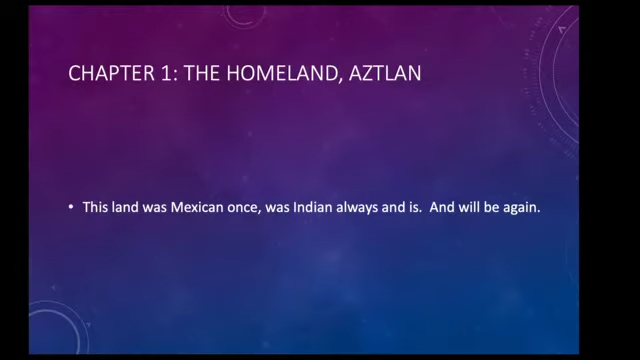 CHAPTER 1: THE HOMELAND, AZTLAN
• This land was Mexican once, was Indian always and is.  And will be again.